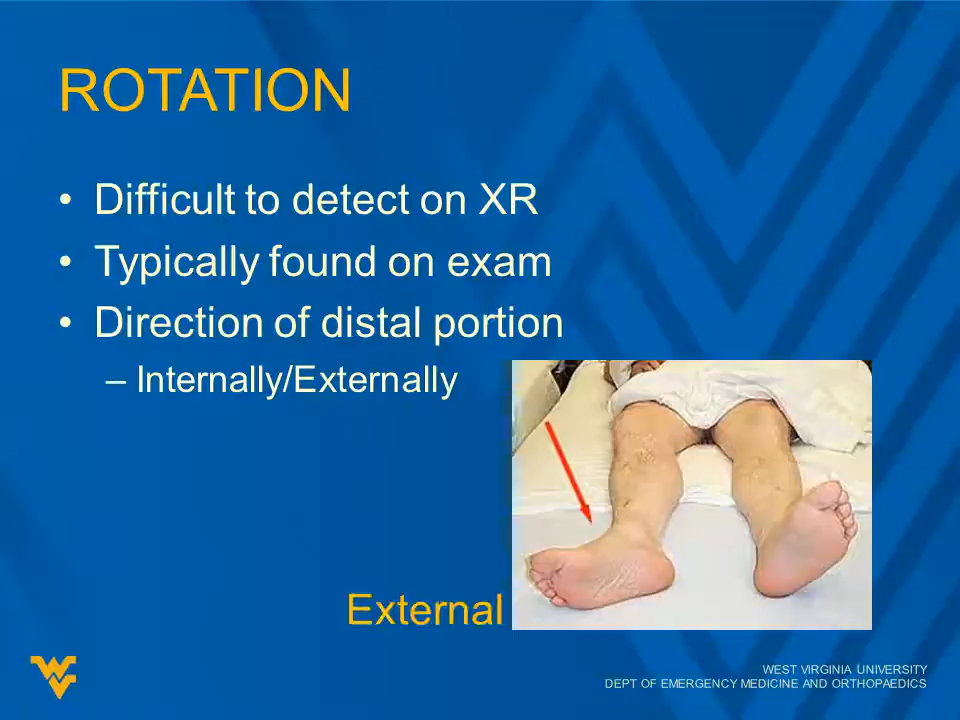 ROTATION
• Difficult to detect on XR
• Typically found on exam
• Direction of distal portion
– Internally/Externally
External
WEST VIRGINIA UNIVERSITY
DEPT OF EMERGENCY MEDICINE AND ORTHOPAEDICS